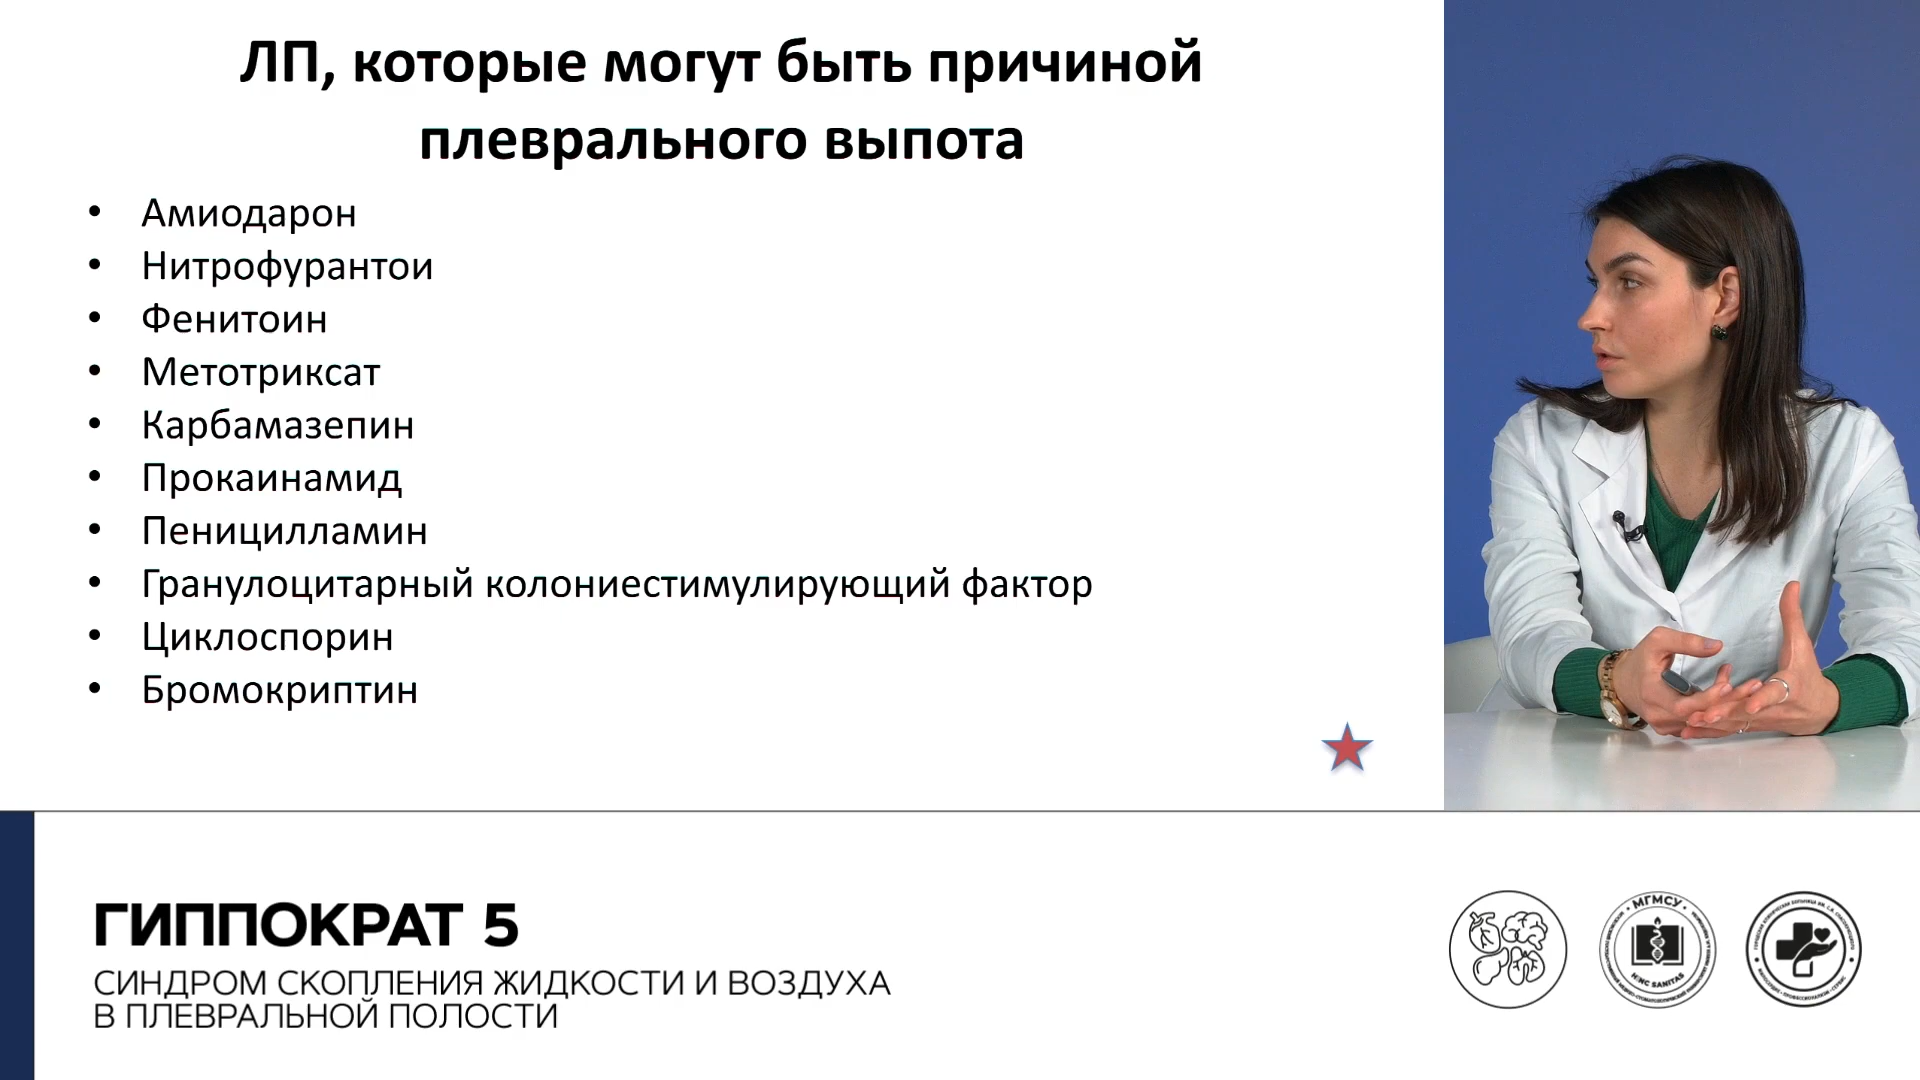 ЛП, которые могут быть причиной
плеврального выпота
• Амиодарон
• Нитрофурантои
• Фенитоин
• Метотриксат
• Карбамазепин
• Прокаинамид
• Пеницилламин
• Гранулоцитарный колониестимулирующий фактор
• Циклоспорин
• Бромокриптин
ГИППОКРАТ 5
СИНДРОМ СКОПЛЕНИЯ ЖИДКОСТИ И ВОЗДУХА
В ПЛЕВРАЛЬНОЙ ПОЛОСТИ
МГМСУ